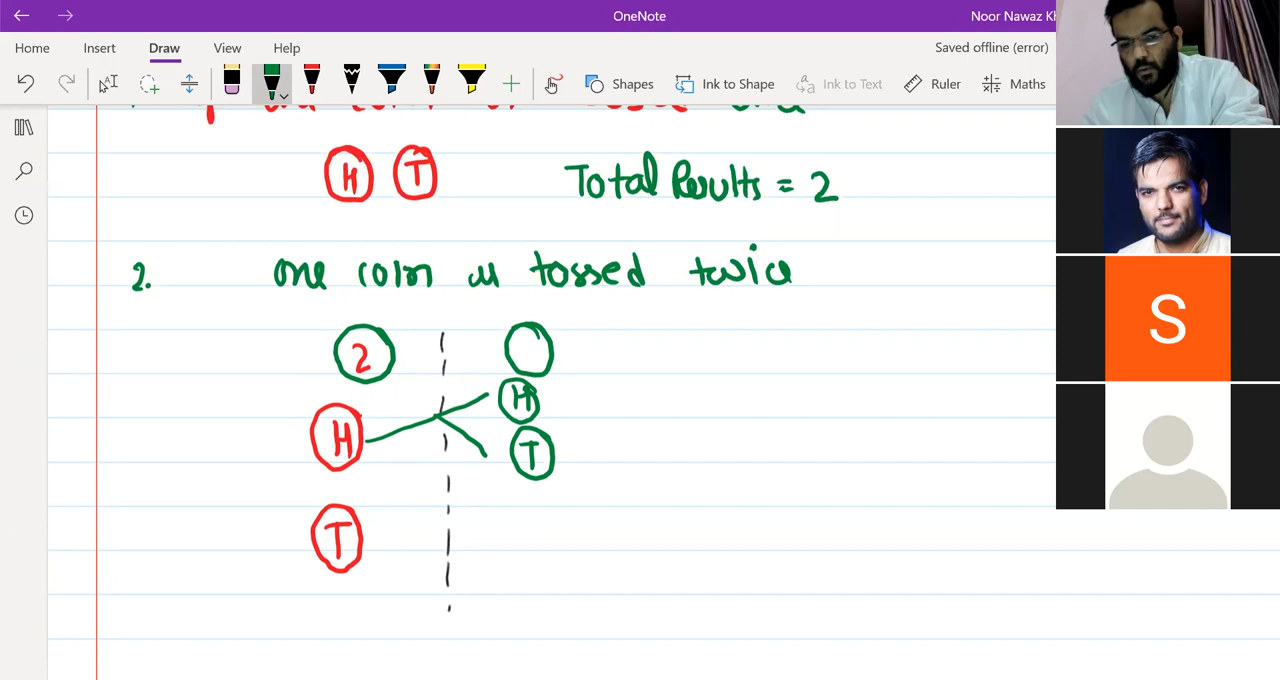 OneNote
Noor Nawaz Kh
Home Insert Draw View Help
Saved offline (error)
Shapes Ink to Shape Ink to Text Ruler Maths
H T Total Results = 2
2. one coin is tossed twice
2
H
H
T
T
S